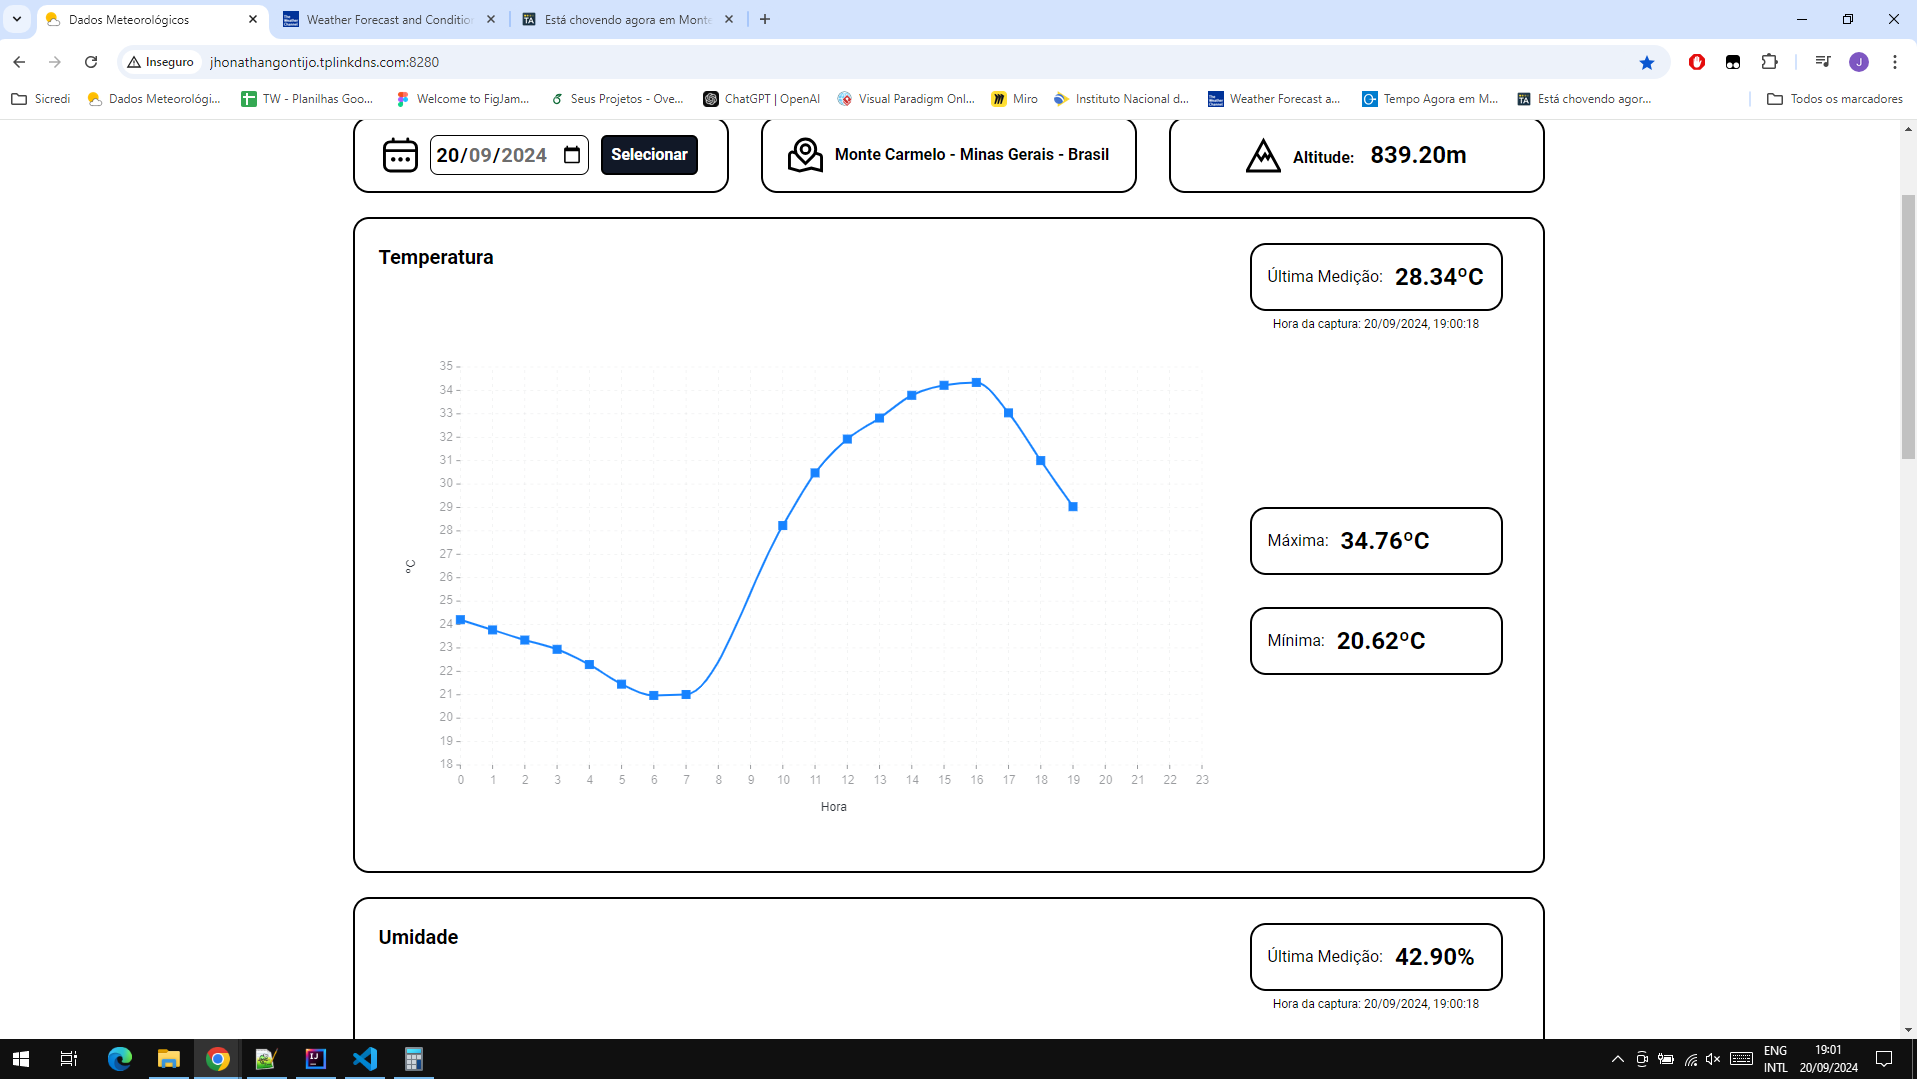 Dados Meteorológicos
Weather Forecast and Conditio
Está chovendo agora em Monte
Inseguro
jhonathangontijo.tplinkdns.com:8280
J
Sicredi
Dados Meteorológi...
TW - Planilhas Goo...
Welcome to FigJam...
Seus Projetos - Ove...
ChatGPT | OpenAI
Visual Paradigm Onl...
Miro
Instituto Nacional d...
Weather Forecast a...
Tempo Agora em M...
Está chovendo agor...
Todos os marcadores
20/09/2024
Selecionar
Monte Carmelo - Minas Gerais - Brasil
Altitude: 839.20m
Temperatura
Última Medição: 28.34ºC
Hora da captura: 20/09/2024, 19:00:18
35
34
33
32
31
30
29
28
27
26
25
24
23
22
21
20
19
18
ºC
0 1 2 3 4 5 6 7 8 9 10 11 12 13 14 15 16 17 18 19 20 21 22 23
Hora
Máxima: 34.76ºC
Mínima: 20.62ºC
Umidade
Última Medição: 42.90%
Hora da captura: 20/09/2024, 19:00:18
ENG
INTL
19:01
20/09/2024